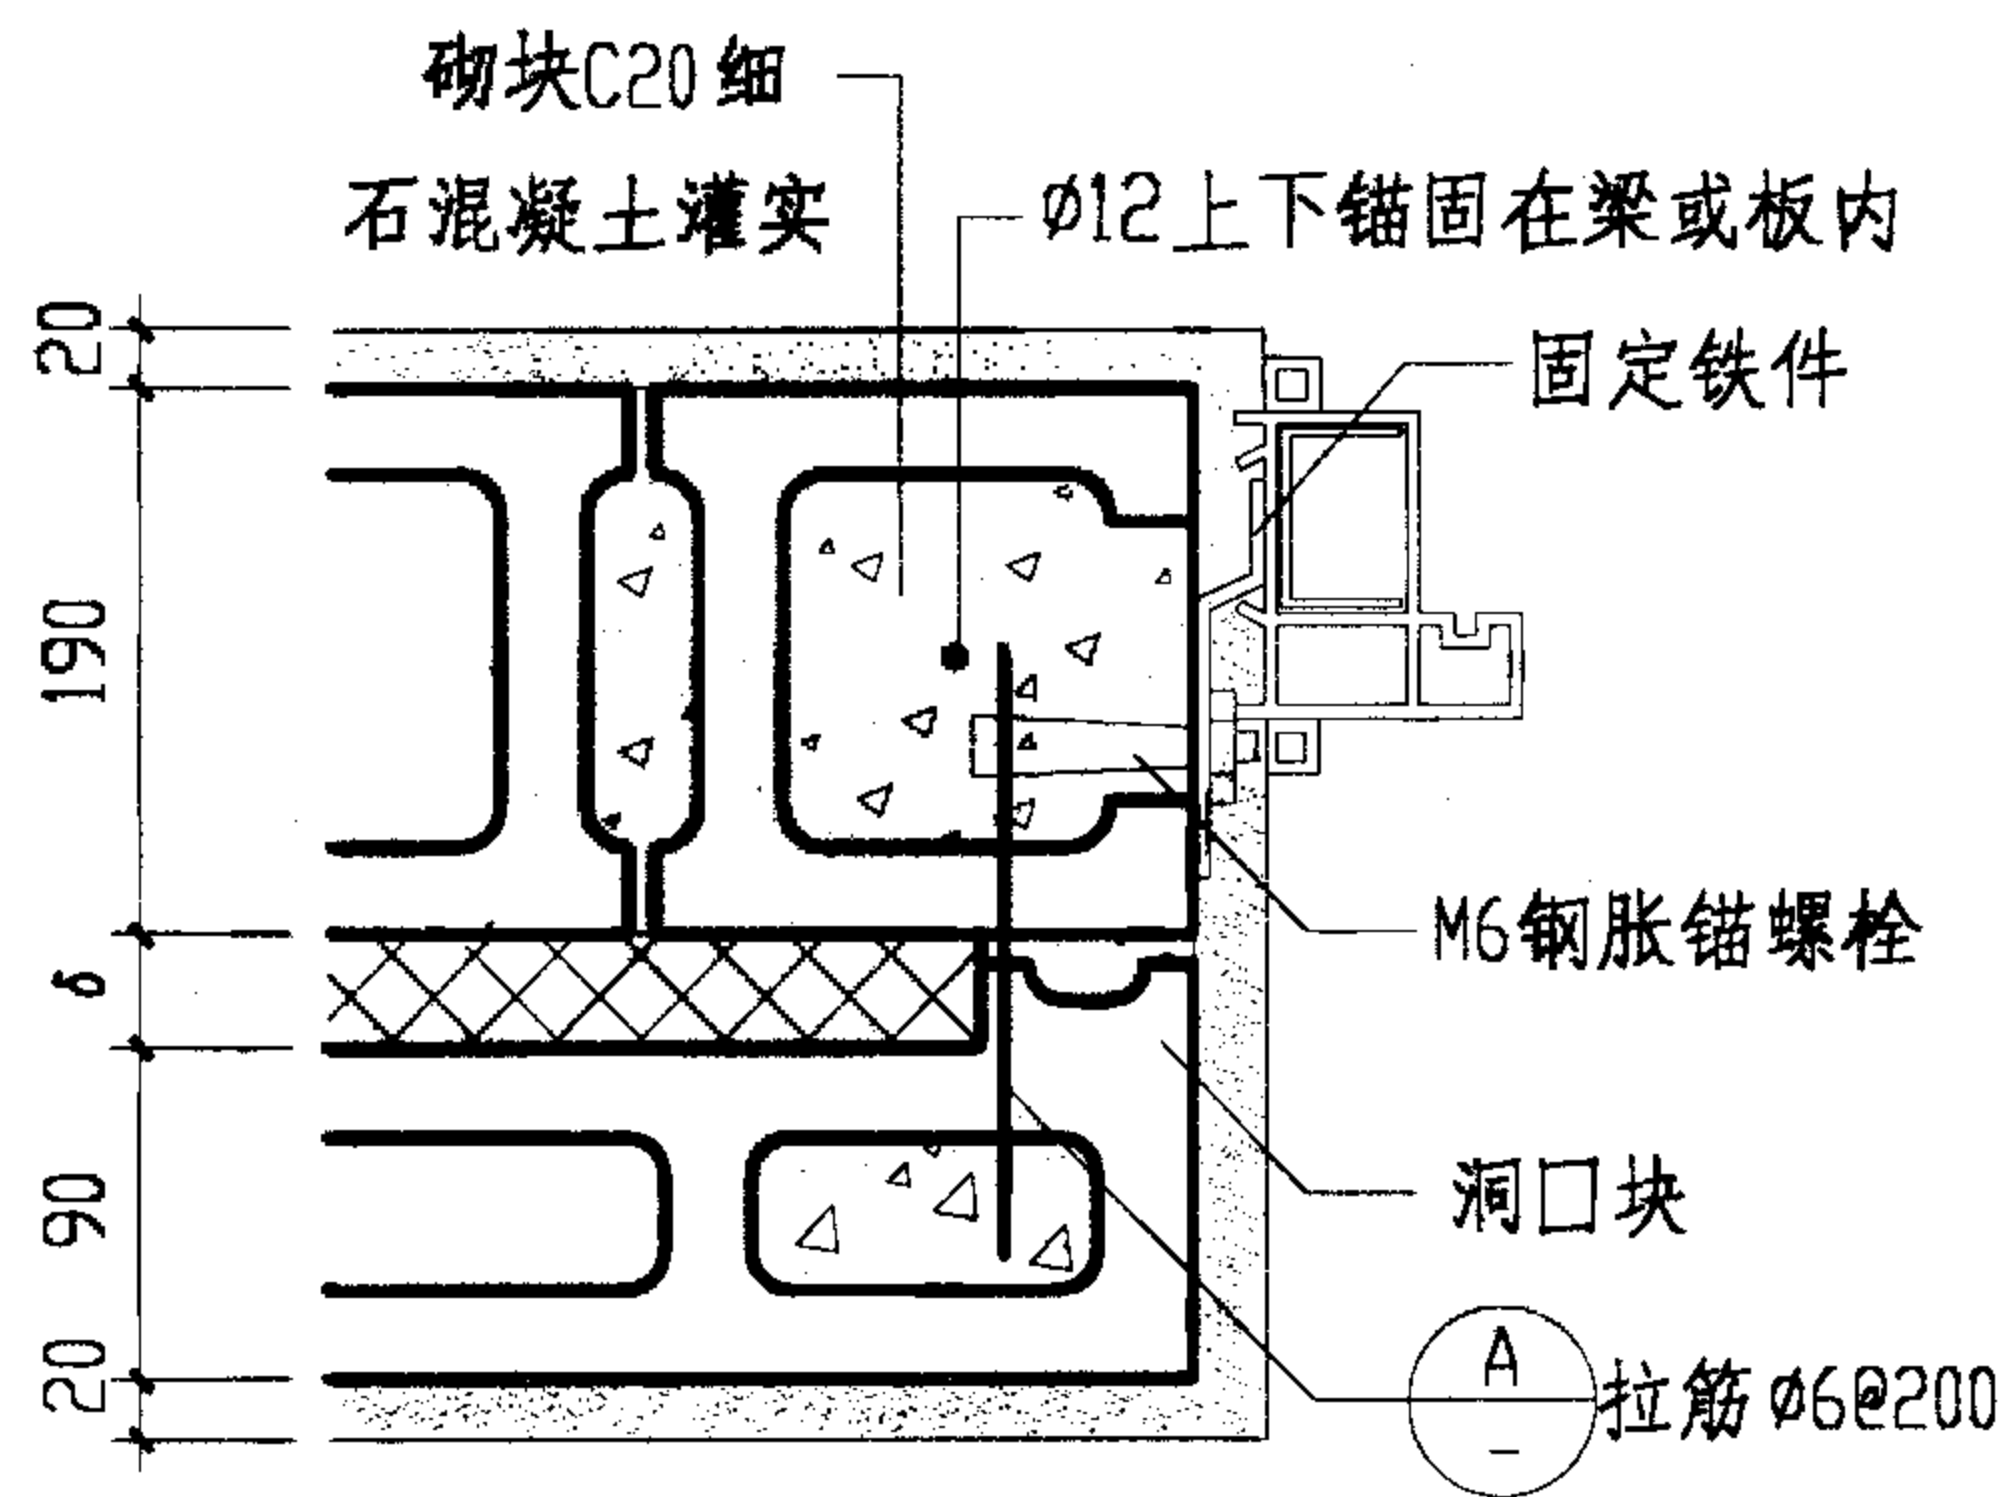 砌块C20细
石混凝土灌实
Ø12上下锚固在梁或板内
固定铁件
M6钢胀锚螺栓
洞口块
A
-
拉筋Ø6@200
20
190
δ
90
20